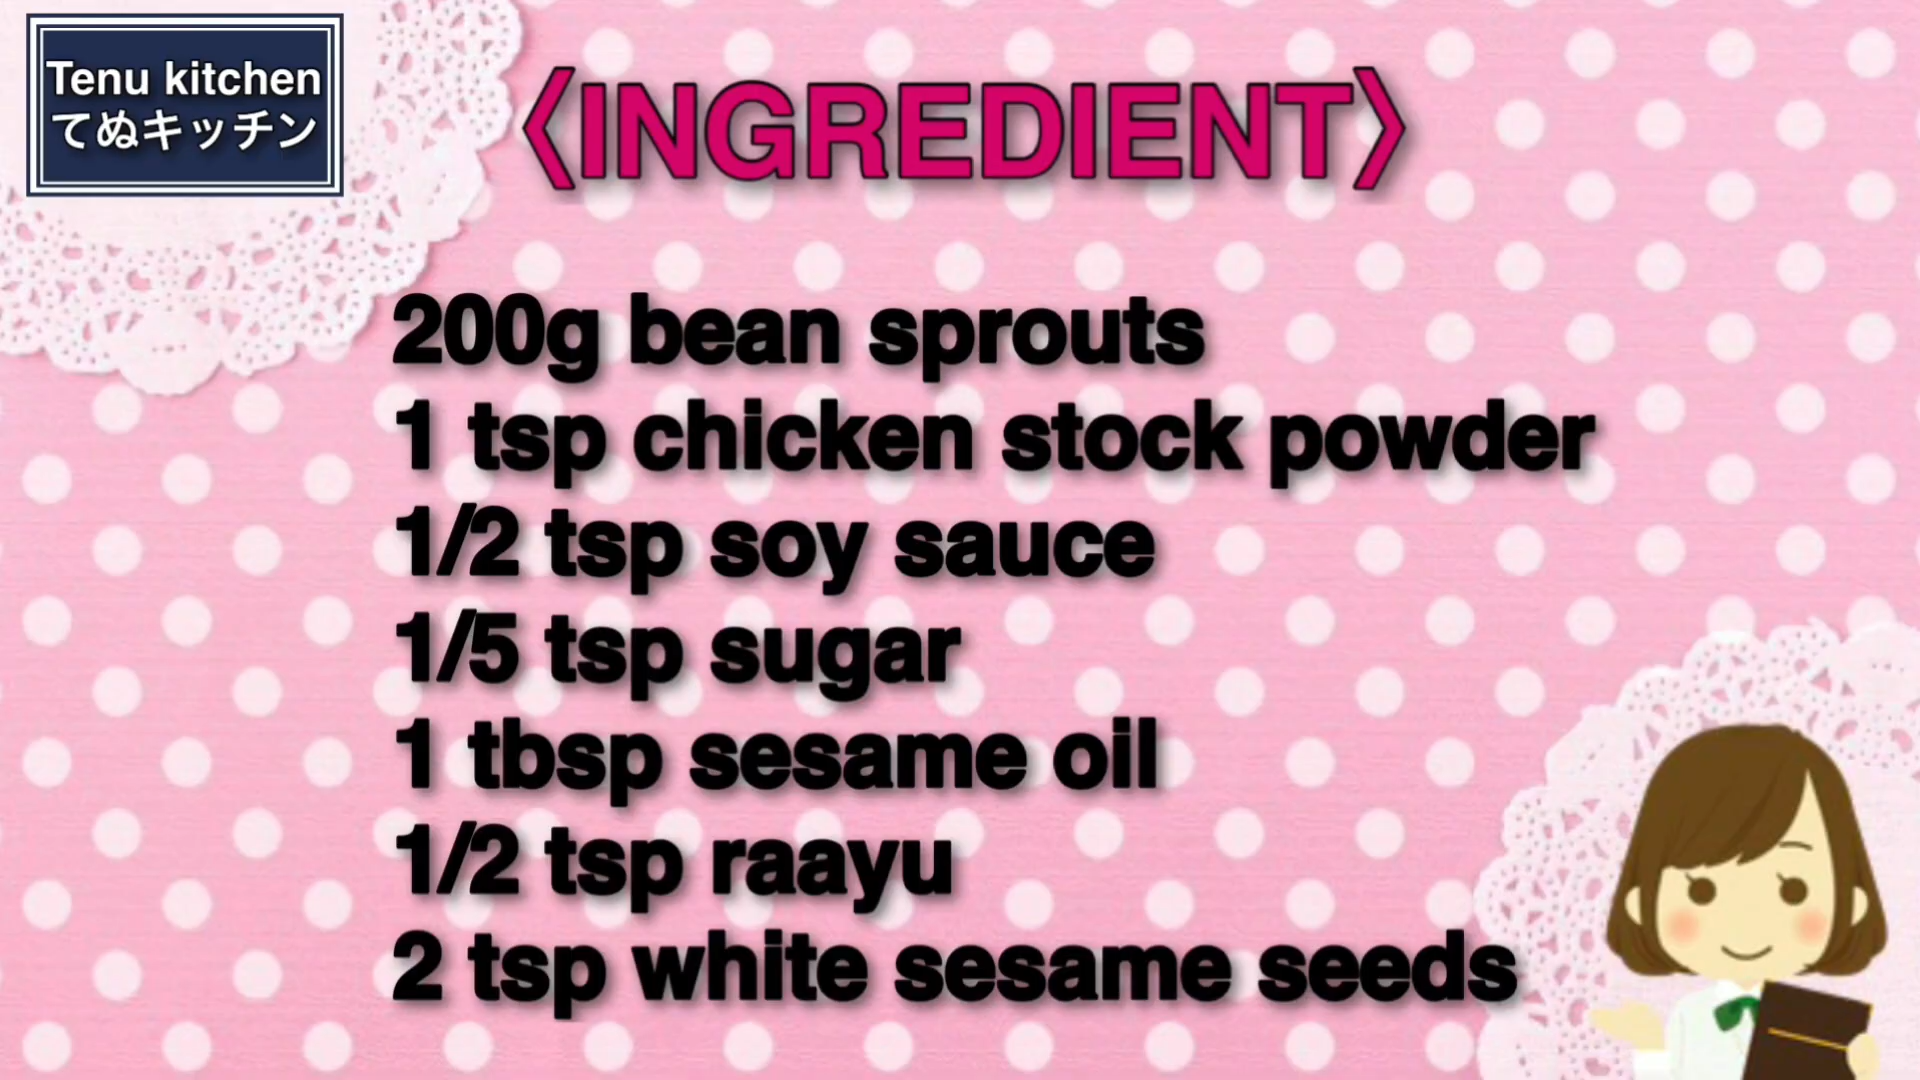 Tenu kitchen
てぬキッチン
〈INGREDIENT〉
200g bean sprouts
1 tsp chicken stock powder
1/2 tsp soy sauce
1/5 tsp sugar
1 tbsp sesame oil
1/2 tsp raayu
2 tsp white sesame seeds